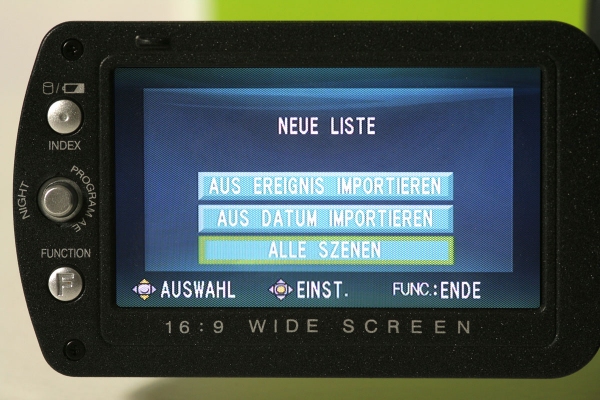 INDEX
NIGHT
PROGRAM AE
FUNCTION
F
NEUE LISTE
AUS EREIGNIS IMPORTIEREN
AUS DATUM IMPORTIEREN
ALLE SZENEN
AUSWAHL EINST. FUNC.:ENDE
16:9 WIDE SCREEN